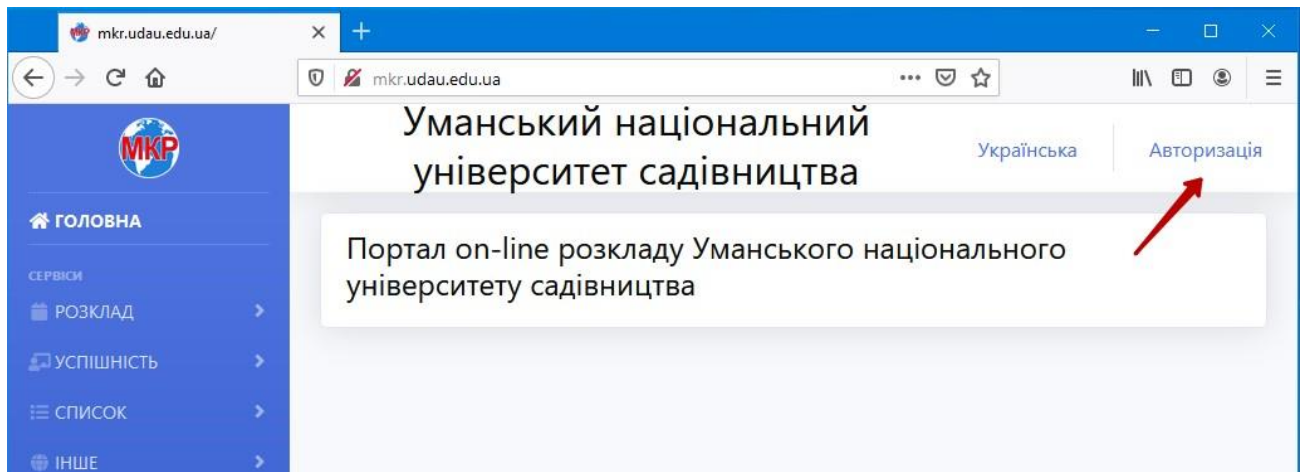 mkr.udau.edu.ua/
mkr.udau.edu.ua
МКР
Уманський національний
університет садівництва
Українська
Авторизація
ГОЛОВНА
Портал on-line розкладу Уманського національного
університету садівництва
СЕРВІСИ
РОЗКЛАД
УСПІШНІСТЬ
СПИСОК
ІНШЕ